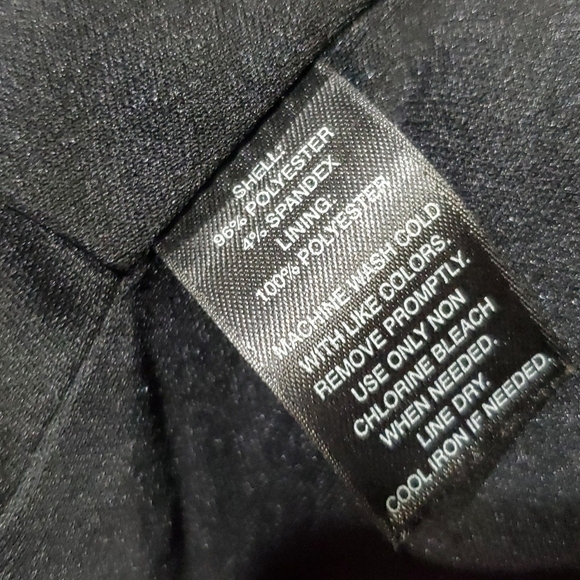 SHELL:
96% POLYESTER
4% SPANDEX
LINING:
100% POLYESTER
MACHINE WASH COLD
WITH LIKE COLORS.
REMOVE PROMPTLY.
USE ONLY NON
CHLORINE BLEACH
WHEN NEEDED.
LINE DRY.
COOL IRON IF NEEDED.